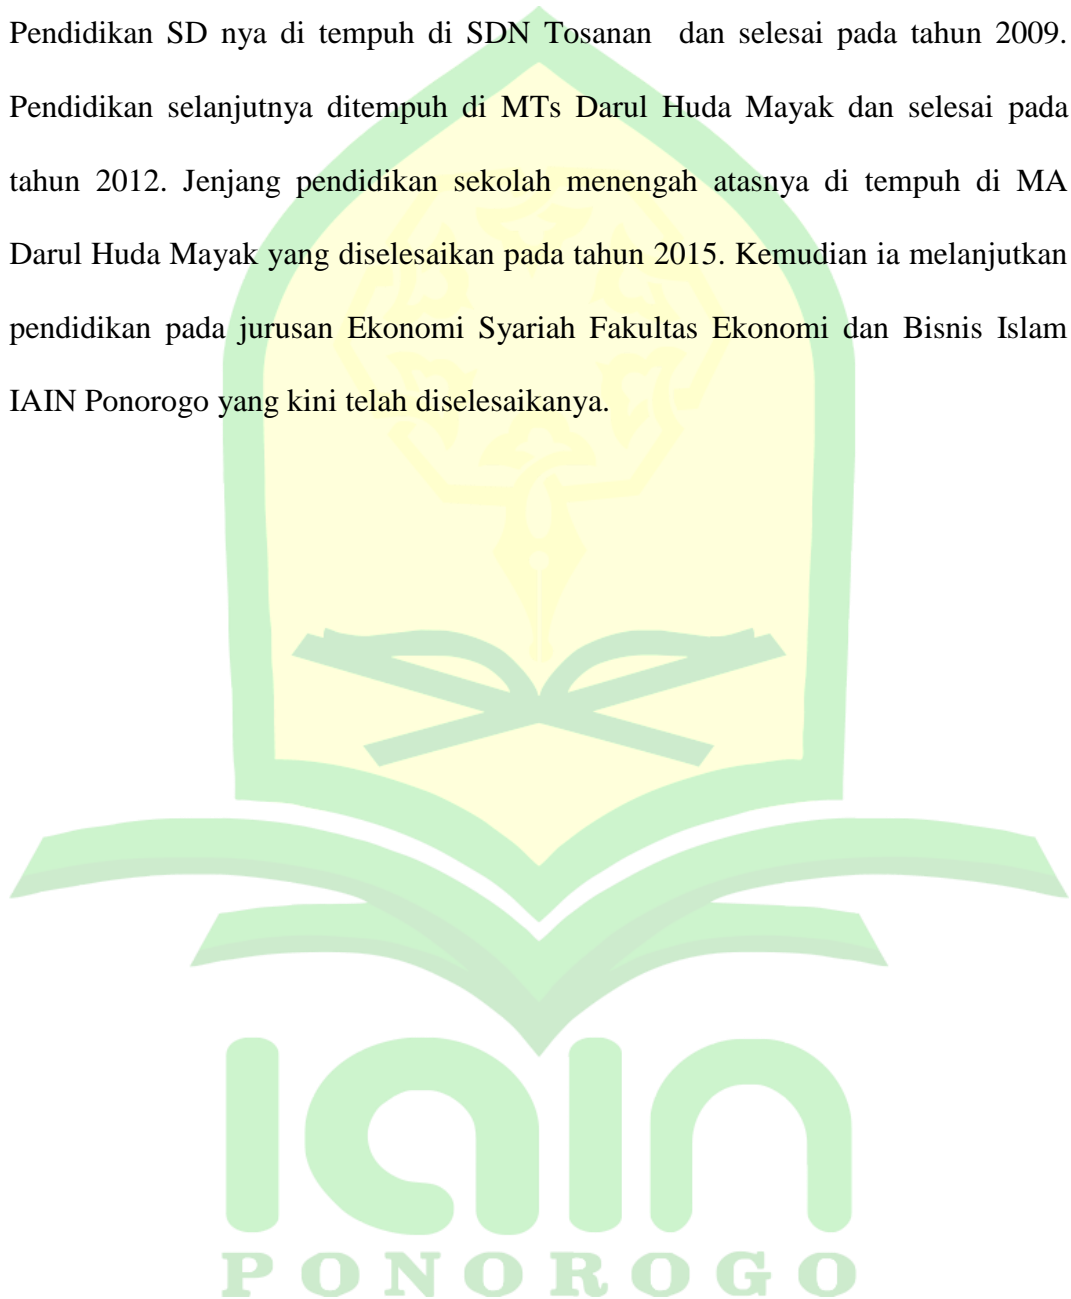 Pendidikan SD nya di tempuh di SDN Tosanan dan selesai pada tahun 2009.
Pendidikan selanjutnya ditempuh di MTs Darul Huda Mayak dan selesai pada
tahun 2012. Jenjang pendidikan sekolah menengah atasnya di tempuh di MA
Darul Huda Mayak yang diselesaikan pada tahun 2015. Kemudian ia melanjutkan
pendidikan pada jurusan Ekonomi Syariah Fakultas Ekonomi dan Bisnis Islam
IAIN Ponorogo yang kini telah diselesaikanya.
IAIN
PONOROGO